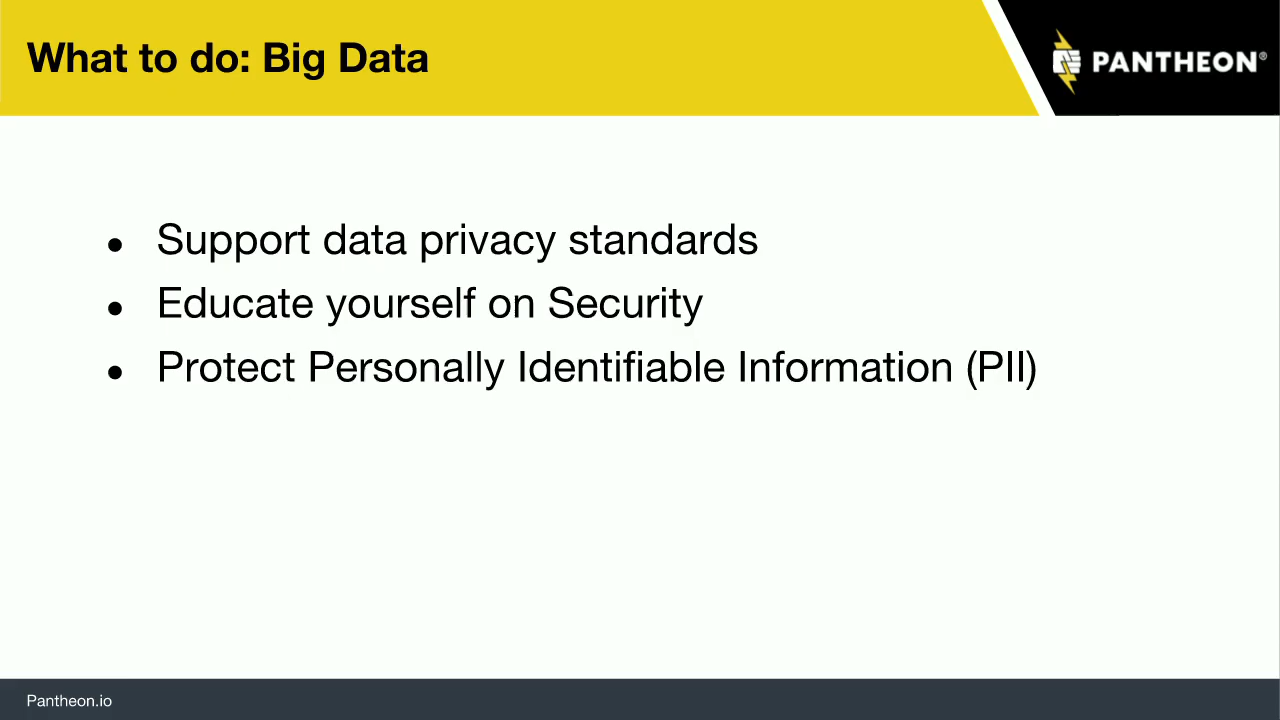 What to do: Big Data
PANTHEON®
● Support data privacy standards
● Educate yourself on Security
● Protect Personally Identifiable Information (PII)
Pantheon.io